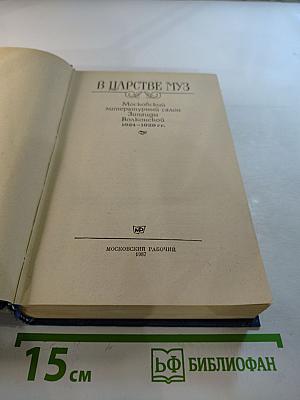 В ЦАРСТВЕ МУЗ
Московский
литературный салон
Зинаиды
Волконской
1824—1829 гг.
МОСКОВСКИЙ РАБОЧИЙ
1987
15 см
БФ БИБЛИОФАН